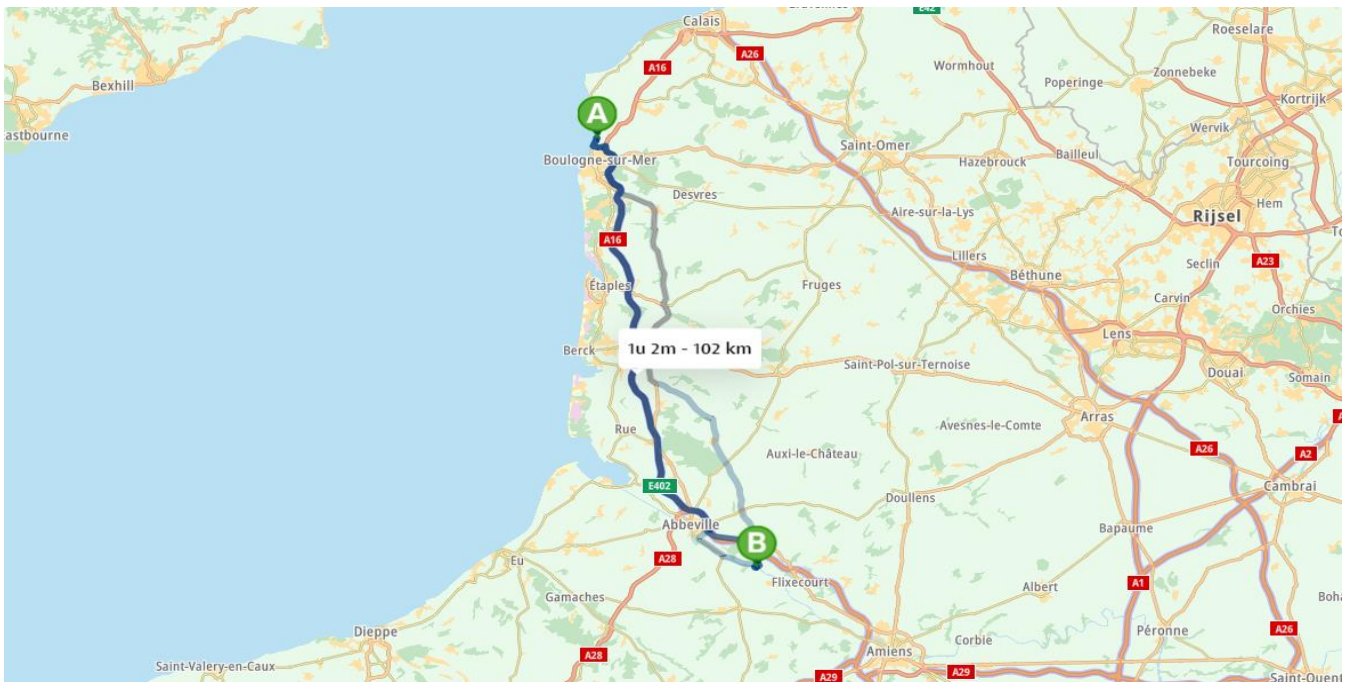 Calais
E42
Roeselare
A16
A26
Wormhout
Poperinge
Zonnebeke
Bexhill
Kortrijk
A
astbourne
Wervik
Boulogne-sur-Mer
Saint-Omer
Hazebrouck
Bailleul
Tourcoing
Desvres
Aire-sur-la-Lys
Rijsel
Hem
A16
Lillers
Seclin
A23
Étaples
Fruges
Béthune
Carvin
Orchies
Lens
1u 2m - 102 km
Berck
Saint-Pol-sur-Ternoise
Douai
Somain
Arras
Rue
Avesnes-le-Comte
Auxi-le-Château
A26
A2
E402
Doullens
Cambrai
Abbeville
Bapaume
B
Eu
A28
Flixecourt
Albert
A1
Gamaches
Boha
Dieppe
Corbie
Péronne
A26
Saint-Valery-en-Caux
A28
Amiens
A29
A29
Saint-Quent